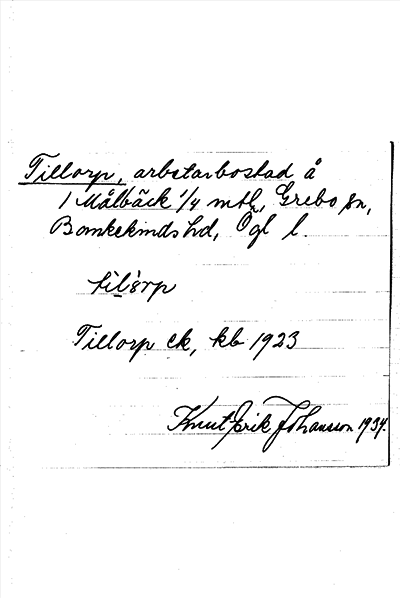 Tillorp, arbetarbostad å
1 Målbäck 1/4 mtl, Grebo sn,
Bankekinds hd, Ögl l.
Tillorp ek, kb 1923
Knut Erik Johansson 1934.